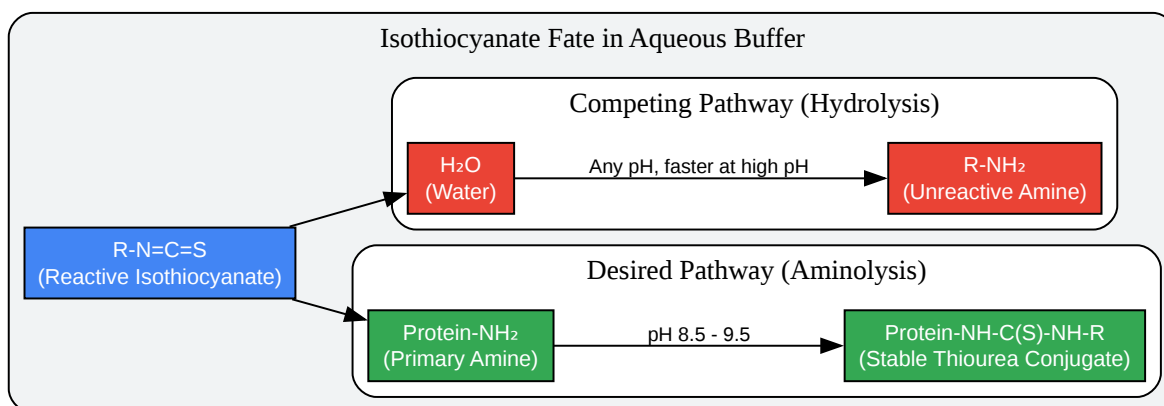 Isothiocyanate Fate in Aqueous Buffer
Competing Pathway (Hydrolysis)
H₂O
(Water)
Any pH, faster at high pH
R-NH₂
(Unreactive Amine)
R-N=C=S
(Reactive Isothiocyanate)
Desired Pathway (Aminolysis)
Protein-NH₂
(Primary Amine)
pH 8.5 - 9.5
Protein-NH-C(S)-NH-R
(Stable Thiourea Conjugate)